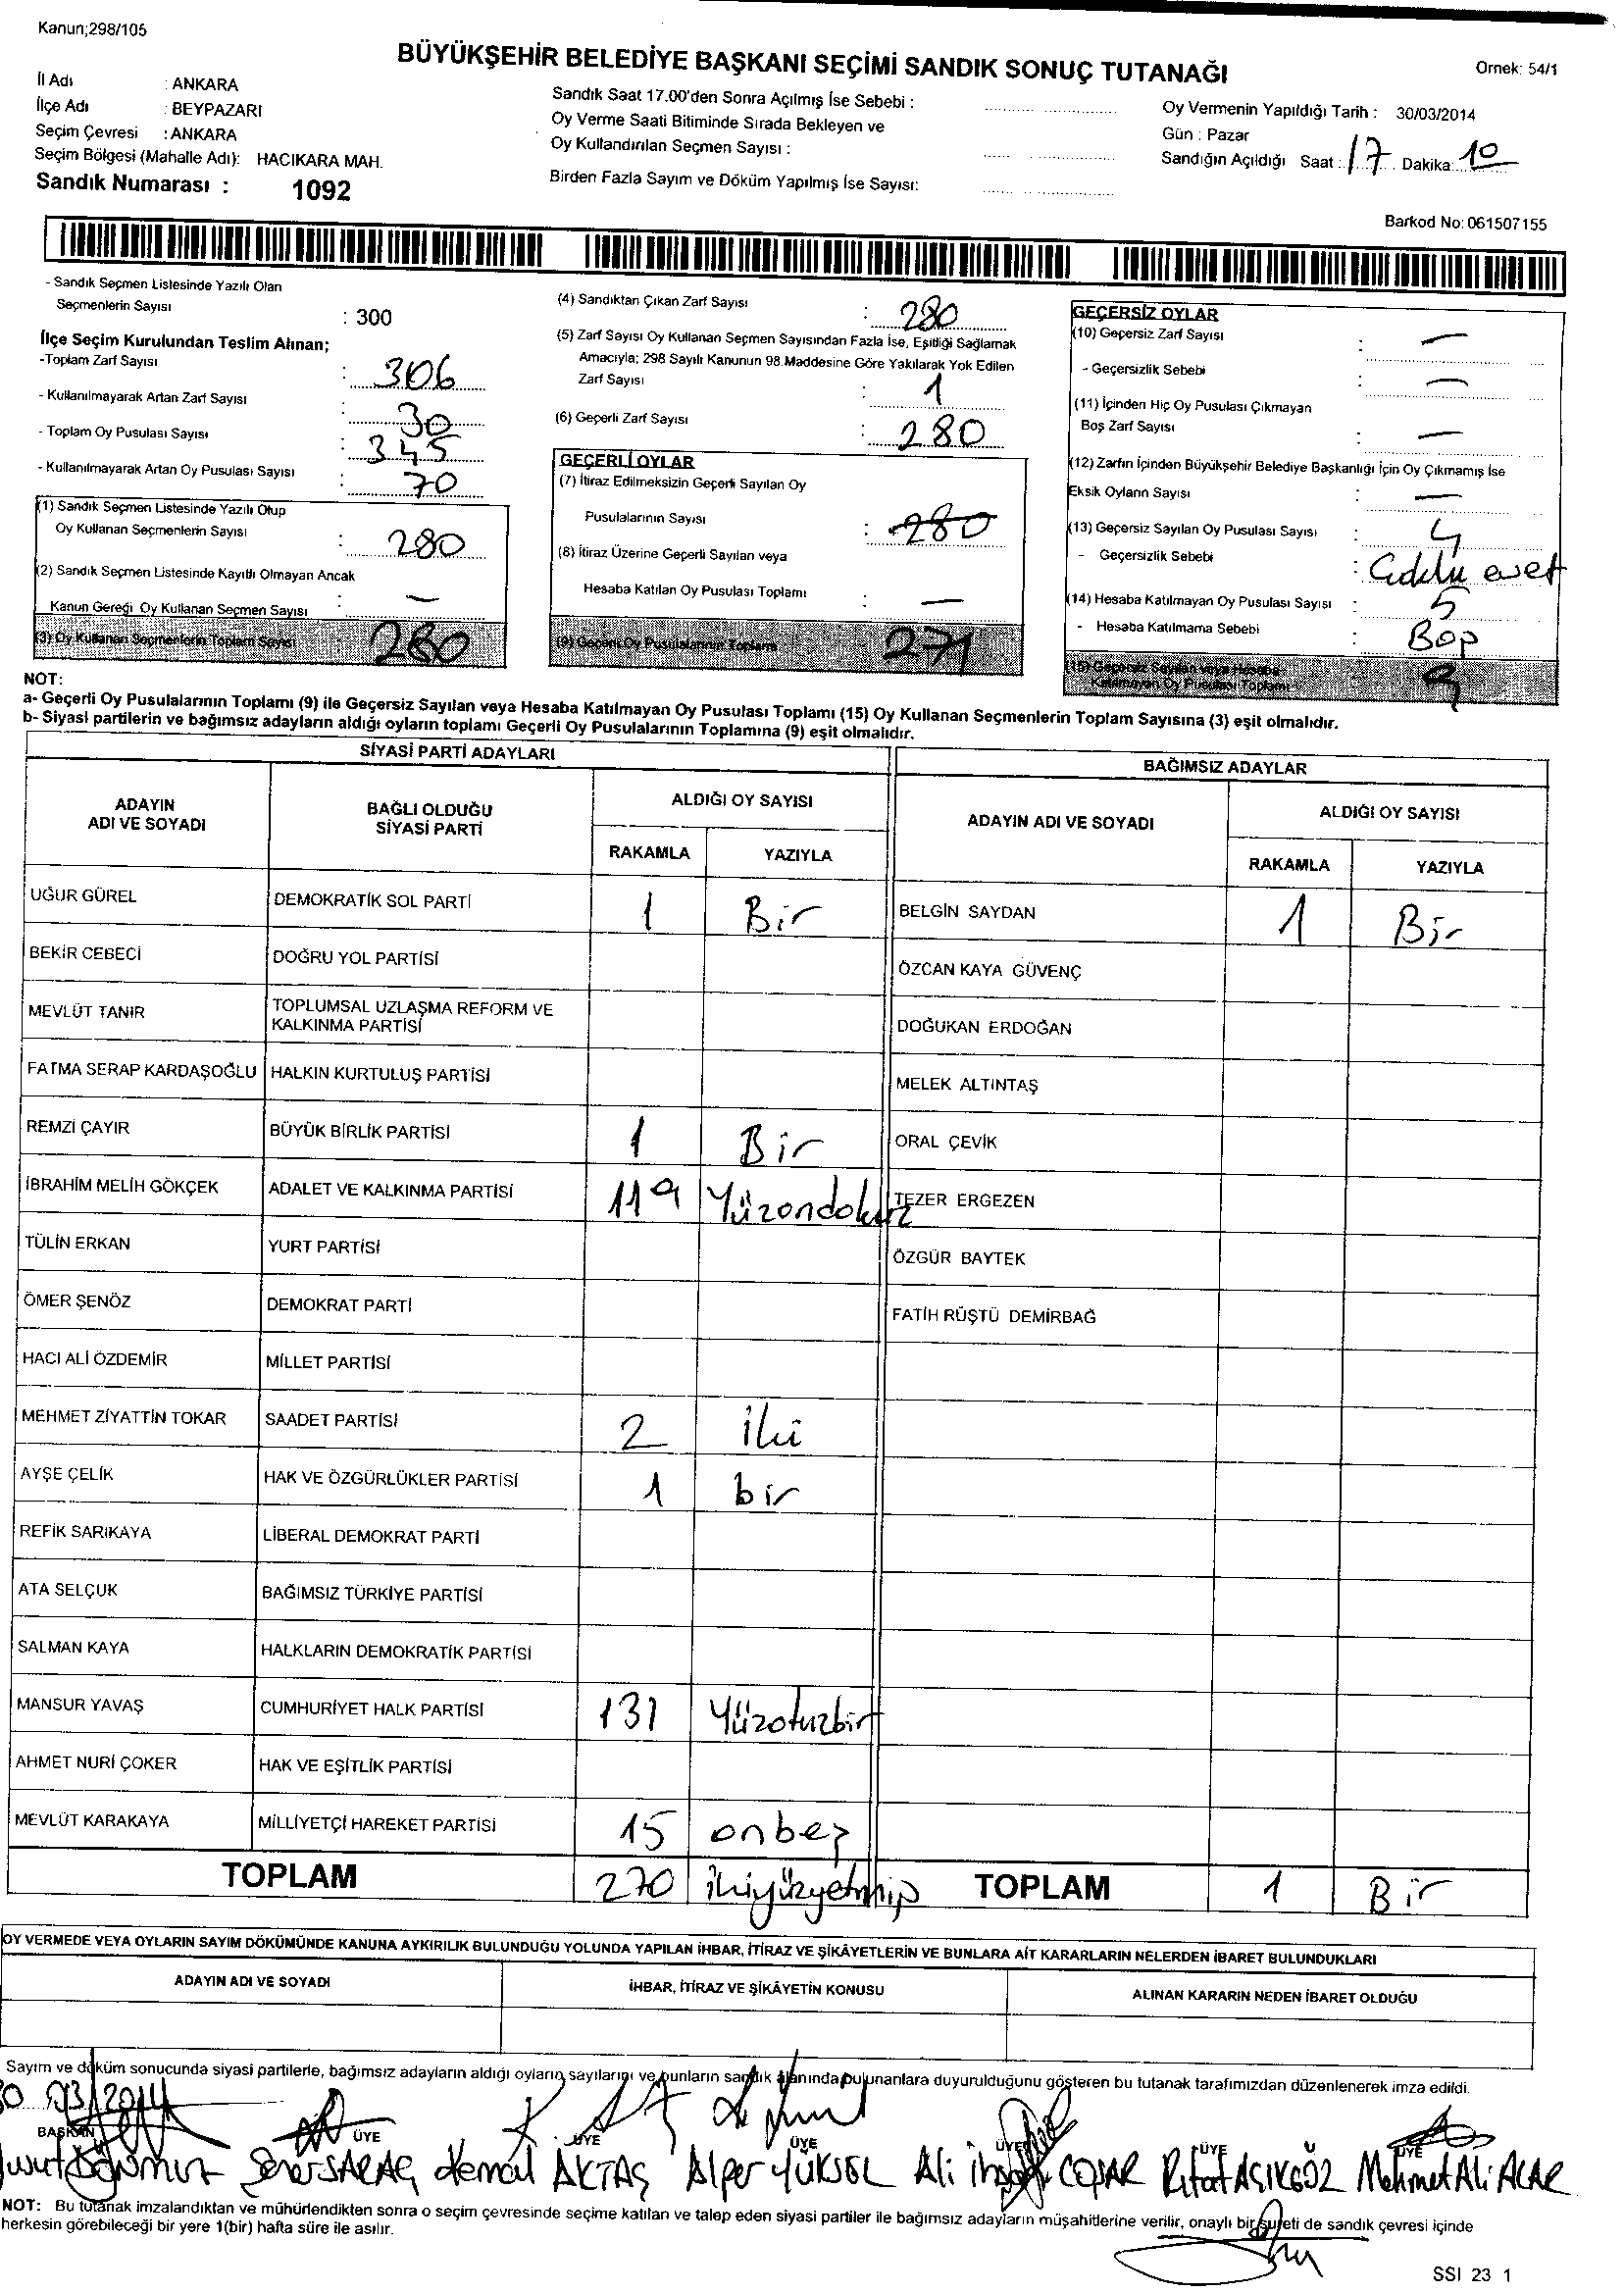 Kanun;298/105
BÜYÜKŞEHİR BELEDİYE BAŞKANI SEÇİMİ SANDIK SONUÇ TUTANAĞI
Ornek: 54/1
İl Adı : ANKARA
İlçe Adı : BEYPAZARI
Seçim Çevresi : ANKARA
Seçim Bölgesi (Mahalle Adı): HACIKARA MAH.
Sandık Numarası : 1092
Sandık Saat 17.00'den Sonra Açılmış İse Sebebi :
Oy Verme Saati Bitiminde Sırada Bekleyen ve
Oy Kullandırılan Seçmen Sayısı :
Birden Fazla Sayım ve Döküm Yapılmış İse Sayısı:
Oy Vermenin Yapıldığı Tarih : 30/03/2014
Gün : Pazar
Sandığın Açıldığı Saat : 17 Dakika: 10
Barkod No: 061507155
- Sandık Seçmen Listesinde Yazılı Olan
Seçmenlerin Sayısı : 300
İlçe Seçim Kurulundan Teslim Alınan;
-Toplam Zarf Sayısı : 306
- Kullanılmayarak Artan Zarf Sayısı : 30
- Toplam Oy Pusulası Sayısı : 345
- Kullanılmayarak Artan Oy Pusulası Sayısı : 70
(1) Sandık Seçmen Listesinde Yazılı Olup
Oy Kullanan Seçmenlerin Sayısı : 280
(2) Sandık Seçmen Listesinde Kayıtlı Olmayan Ancak
Kanun Gereği Oy Kullanan Seçmen Sayısı : —
(3) Oy Kullanan Seçmenlerin Toplam Sayısı : 280
(4) Sandıktan Çıkan Zarf Sayısı : 280
(5) Zarf Sayısı Oy Kullanan Seçmen Sayısından Fazla İse, Eşitliği Sağlamak
Amacıyla; 298 Sayılı Kanunun 98.Maddesine Göre Yakılarak Yok Edilen
Zarf Sayısı : 1
(6) Geçerli Zarf Sayısı : 280
GEÇERLİ OYLAR
(7) İtiraz Edilmeksizin Geçerli Sayılan Oy
Pusulalarının Sayısı : 280
(8) İtiraz Üzerine Geçerli Sayılan veya
Hesaba Katılan Oy Pusulası Toplamı : —
(9) Geçerli Oy Pusulalarının Toplamı 271
GEÇERSİZ OYLAR
(10) Geçersiz Zarf Sayısı : —
- Geçersizlik Sebebi : —
(11) İçinden Hiç Oy Pusulası Çıkmayan
Boş Zarf Sayısı : —
(12) Zarfın İçinden Büyükşehir Belediye Başkanlığı İçin Oy Çıkmamış İse
Eksik Oyların Sayısı : —
(13) Geçersiz Sayılan Oy Pusulası Sayısı : 4
- Geçersizlik Sebebi : evet
(14) Hesaba Katılmayan Oy Pusulası Sayısı : 5
- Hesaba Katılmama Sebebi : Boş
(15) Geçersiz Sayılan veya Hesaba
Katılmayan Oy Pusulası Toplamı : 9
NOT:
a- Geçerli Oy Pusulalarının Toplamı (9) ile Geçersiz Sayılan veya Hesaba Katılmayan Oy Pusulası Toplamı (15) Oy Kullanan Seçmenlerin Toplam Sayısına (3) eşit olmalıdır.
b- Siyasi partilerin ve bağımsız adayların aldığı oyların toplamı Geçerli Oy Pusulalarının Toplamına (9) eşit olmalıdır.
SİYASİ PARTİ ADAYLARI
BAĞIMSIZ ADAYLAR
ADAYIN ADI VE SOYADI
BAĞLI OLDUĞU SİYASİ PARTİ
ALDIĞI OY SAYISI
RAKAMLA YAZIYLA
ADAYIN ADI VE SOYADI
ALDIĞI OY SAYISI
RAKAMLA YAZIYLA
UĞUR GÜREL DEMOKRATİK SOL PARTİ 1 Bir BELGİN SAYDAN 1 Bir
BEKİR CEBECİ DOĞRU YOL PARTİSİ ÖZCAN KAYA GÜVENÇ
MEVLÜT TANIR TOPLUMSAL UZLAŞMA REFORM VE KALKINMA PARTİSİ DOĞUKAN ERDOĞAN
FATMA SERAP KARDAŞOĞLU HALKIN KURTULUŞ PARTİSİ MELEK ALTINTAŞ
REMZİ ÇAYIR BÜYÜK BİRLİK PARTİSİ 1 Bir ORAL ÇEVİK
İBRAHİM MELİH GÖKÇEK ADALET VE KALKINMA PARTİSİ 119 Yüzondokuz TEZER ERGEZEN
TÜLİN ERKAN YURT PARTİSİ ÖZGÜR BAYTEK
ÖMER ŞENÖZ DEMOKRAT PARTİ FATİH RÜŞTÜ DEMİRBAĞ
HACI ALİ ÖZDEMİR MİLLET PARTİSİ
MEHMET ZİYATTİN TOKAR SAADET PARTİSİ 2 iki
AYŞE ÇELİK HAK VE ÖZGÜRLÜKLER PARTİSİ 1 bir
REFİK SARIKAYA LİBERAL DEMOKRAT PARTİ
ATA SELÇUK BAĞIMSIZ TÜRKİYE PARTİSİ
SALMAN KAYA HALKLARIN DEMOKRATİK PARTİSİ
MANSUR YAVAŞ CUMHURİYET HALK PARTİSİ 131 Yüzotuzbir
AHMET NURİ ÇOKER HAK VE EŞİTLİK PARTİSİ
MEVLÜT KARAKAYA MİLLİYETÇİ HAREKET PARTİSİ 15 onbeş
TOPLAM 270 ikiyüzyetmiş TOPLAM 1 Bir
OY VERMEDE VEYA OYLARIN SAYIM DÖKÜMÜNDE KANUNA AYKIRILIK BULUNDUĞU YOLUNDA YAPILAN İHBAR, İTİRAZ VE ŞİKÂYETLERİN VE BUNLARA AİT KARARLARIN NELERDEN İBARET BULUNDUKLARI
ADAYIN ADI VE SOYADI İHBAR, İTİRAZ VE ŞİKÂYETİN KONUSU ALINAN KARARIN NEDEN İBARET OLDUĞU
Sayım ve döküm sonucunda siyasi partilerle, bağımsız adayların aldığı oyların sayılarını ve bunların sandık alanında bulunanlara duyurulduğunu gösteren bu tutanak tarafımızdan düzenlenerek imza edildi.
BAŞKAN ÜYE ÜYE ÜYE ÜYE ÜYE ÜYE
SARAÇ Kemal AKTAŞ Alper YÜKSEL Ali COŞAR Rıfat AÇIKGÖZ Mehmet Ali ACAR
NOT: Bu tutanak imzalandıktan ve mühürlendikten sonra o seçim çevresinde seçime katılan ve talep eden siyasi partiler ile bağımsız adayların müşahitlerine verilir, onaylı bir sureti de sandık çevresi içinde
herkesin görebileceği bir yere 1(bir) hafta süre ile asılır.
SSI 23 1